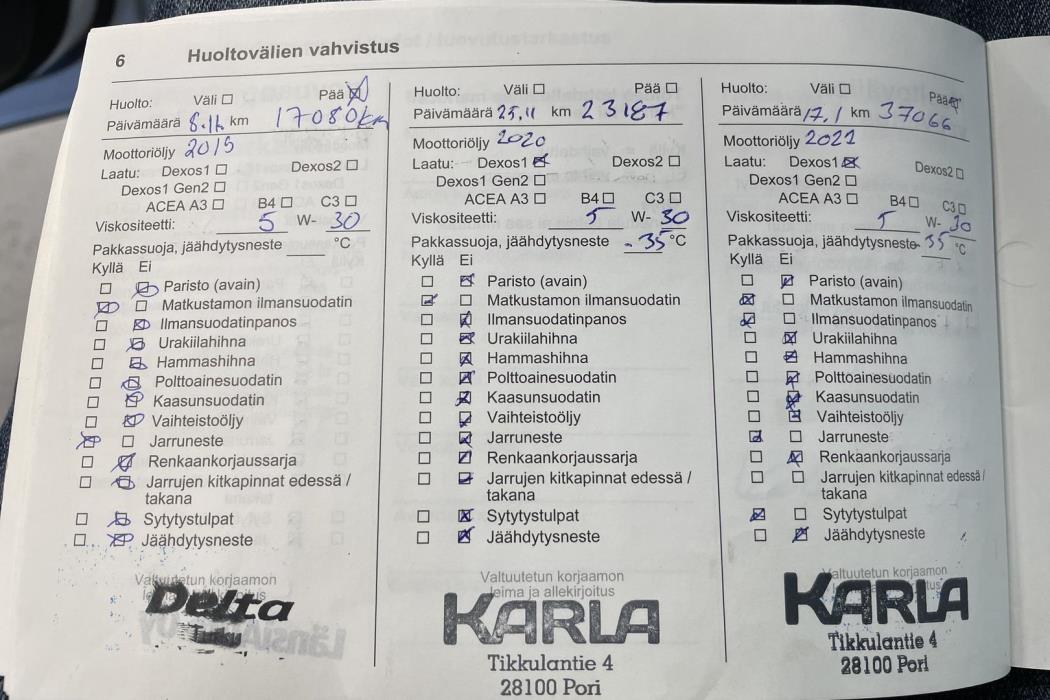 6 Huoltovälien vahvistus
Huolto: Väli ☐ Pää ☒
Päivämäärä 8.11. km 17080km
Moottoriöljy 2019
Laatu: Dexos1 ☐ Dexos2 ☐
Dexos1 Gen2 ☐
ACEA A3 ☐ B4 ☐ C3 ☐
Viskositeetti: 5 W- 30
Pakkassuoja, jäähdytysneste °C
Kyllä Ei
☐ ☒ Paristo (avain)
☒ ☐ Matkustamon ilmansuodatin
☐ ☒ Ilmansuodatinpanos
☐ ☒ Urakiilahihna
☐ ☒ Hammashihna
☐ ☒ Polttoainesuodatin
☐ ☒ Kaasunsuodatin
☐ ☒ Vaihteistoöljy
☒ ☐ Jarruneste
☐ ☒ Renkaankorjaussarja
☐ ☒ Jarrujen kitkapinnat edessä /
takana
☐ ☒ Sytytystulpat
☐ ☒ Jäähdytysneste
Valtuutetun korjaamon
Delta
Turku
Huolto: Väli ☐ Pää ☐
Päivämäärä 25.11 km 23187
Moottoriöljy 2020
Laatu: Dexos1 ☒ Dexos2 ☐
Dexos1 Gen2 ☐
ACEA A3 ☐ B4 ☐ C3 ☐
Viskositeetti: 5 W- 30
Pakkassuoja, jäähdytysneste -35 °C
Kyllä Ei
☐ ☒ Paristo (avain)
☒ ☐ Matkustamon ilmansuodatin
☐ ☒ Ilmansuodatinpanos
☐ ☒ Urakiilahihna
☐ ☒ Hammashihna
☐ ☒ Polttoainesuodatin
☐ ☒ Kaasunsuodatin
☐ ☒ Vaihteistoöljy
☐ ☒ Jarruneste
☐ ☒ Renkaankorjaussarja
☐ ☒ Jarrujen kitkapinnat edessä /
takana
☐ ☒ Sytytystulpat
☐ ☒ Jäähdytysneste
Valtuutetun korjaamon
leima ja allekirjoitus
KARLA
Tikkulantie 4
28100 Pori
Huolto: Väli ☐ Pää ☒
Päivämäärä 17.1 km 37066
Moottoriöljy 2022
Laatu: Dexos1 ☒ Dexos2 ☐
Dexos1 Gen2 ☐
ACEA A3 ☐ B4 ☐ C3 ☐
Viskositeetti: 5 W- 30
Pakkassuoja, jäähdytysneste -35 °C
Kyllä Ei
☐ ☒ Paristo (avain)
☒ ☐ Matkustamon ilmansuodatin
☒ ☐ Ilmansuodatinpanos
☐ ☒ Urakiilahihna
☐ ☒ Hammashihna
☐ ☒ Polttoainesuodatin
☐ ☒ Kaasunsuodatin
☐ ☒ Vaihteistoöljy
☒ ☐ Jarruneste
☐ ☒ Renkaankorjaussarja
☐ ☐ Jarrujen kitkapinnat edessä /
takana
☒ ☐ Sytytystulpat
☐ ☒ Jäähdytysneste
Valtuutetun korjaamon
KARLA
Tikkulantie 4
28100 Pori